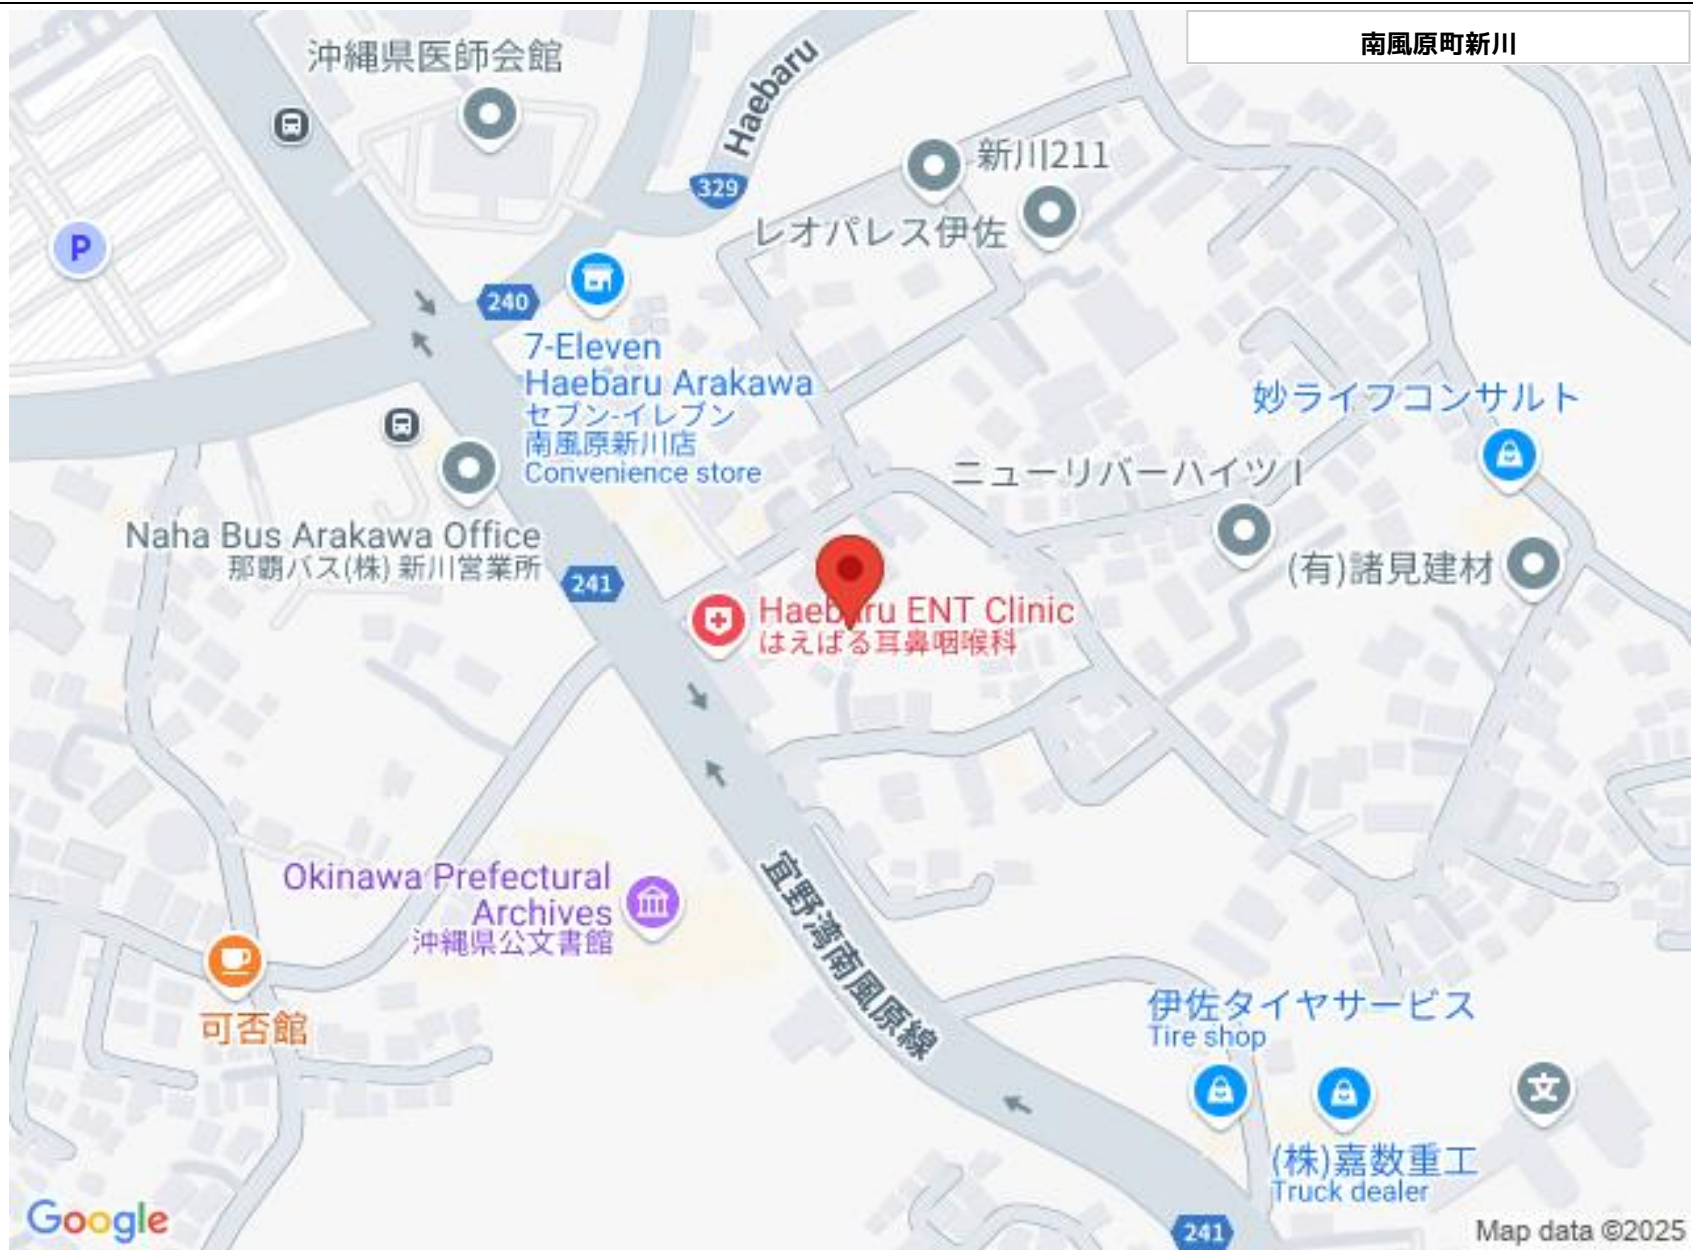 南風原町新川
沖縄県医師会館
Haebaru
329
新川211
レオパレス伊佐
P
240
7-Eleven
Haebaru Arakawa
セブン-イレブン
南風原新川店
Convenience store
妙ライフコンサルト
ニューリバーハイツ I
Naha Bus Arakawa Office
那覇バス(株) 新川営業所
241
(有)諸見建材
Haebaru ENT Clinic
はえばる耳鼻咽喉科
Okinawa Prefectural
Archives
沖縄県公文書館
宜野湾南風原線
可否館
伊佐タイヤサービス
Tire shop
文
(株)嘉数重工
Truck dealer
241
Google
Map data ©2025